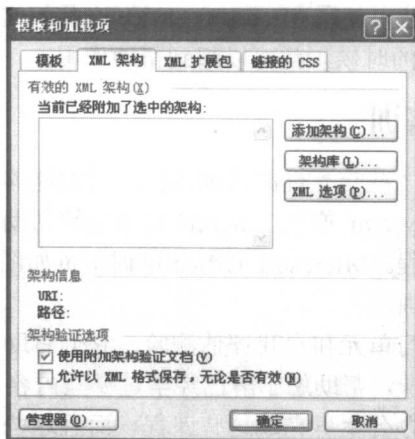 模板和加载项
模板 XML 架构 XML 扩展包 链接的 CSS
有效的 XML 架构(X)
当前已经附加了选中的架构:
添加架构(C)...
架构库(L)...
XML 选项(P)...
架构信息
URI:
路径:
架构验证选项
使用附加架构验证文档(V)
允许以 XML 格式保存,无论是否有效(N)
管理器(O)... 确定 取消